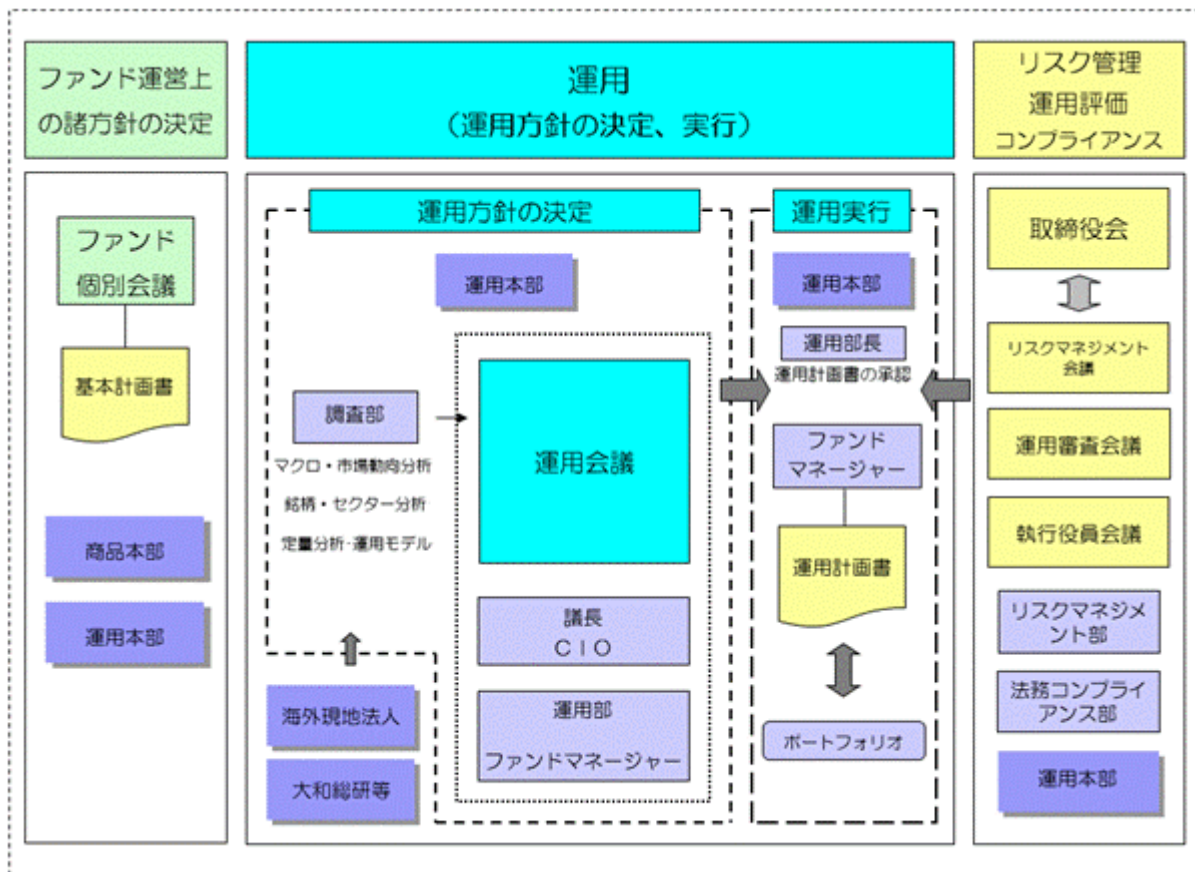 ファンド運営上
の諸方針の決定
運用
（運用方針の決定、実行）
リスク管理
運用評価
コンプライアンス
ファンド
個別会議
基本計画書
商品本部
運用本部
運用方針の決定
運用本部
調査部
マクロ・市場動向分析
銘柄・セクター分析
定量分析･運用モデル
運用会議
議長
ＣＩＯ
運用部
ファンドマネージャー
海外現地法人
大和総研等
運用実行
運用本部
運用部長
運用計画書の承認
ファンド
マネージャー
運用計画書
ポートフォリオ
取締役会
リスクマネジメント
会議
運用審査会議
執行役員会議
リスクマネジメ
ント部
法務コンプライ
アンス部
運用本部